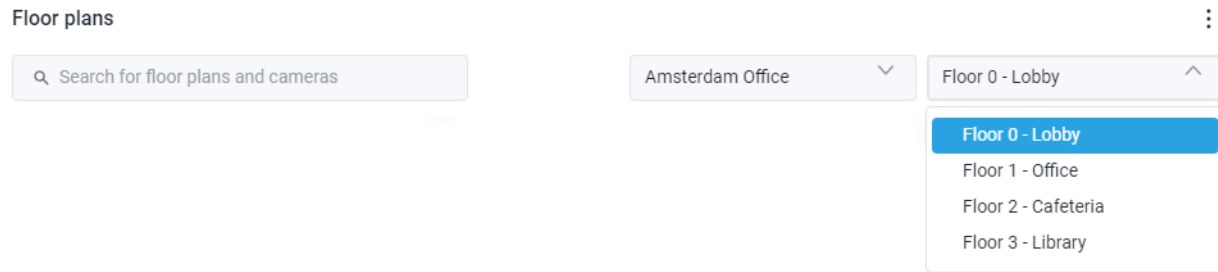 Floor plans
Search for floor plans and cameras
Amsterdam Office
Floor 0 - Lobby
Floor 0 - Lobby
Floor 1 - Office
Floor 2 - Cafeteria
Floor 3 - Library